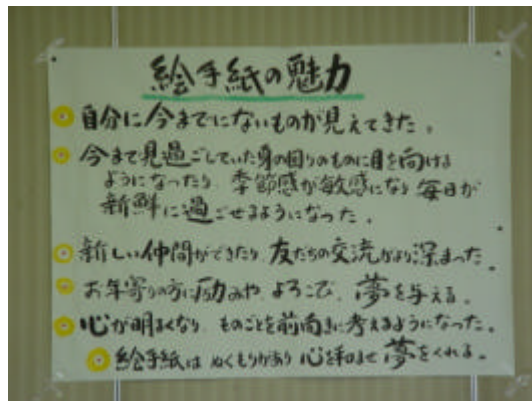 絵手紙の魅力
自分に今までにないものが見えてきた。
今まで見過ごしていた身の回りのものに目を向ける
ようになったり 季節感が敏感になり 毎日が
新鮮に過ごせるようになった。
新しい仲間ができたり 友だちの交流がより深まった。
お年寄りの方に励みや よろこび、夢を与える。
心が明るくなり ものごとを前向きに考えるようになった。
絵手紙は ぬくもりがあり 心を和ませ 夢をくれる。